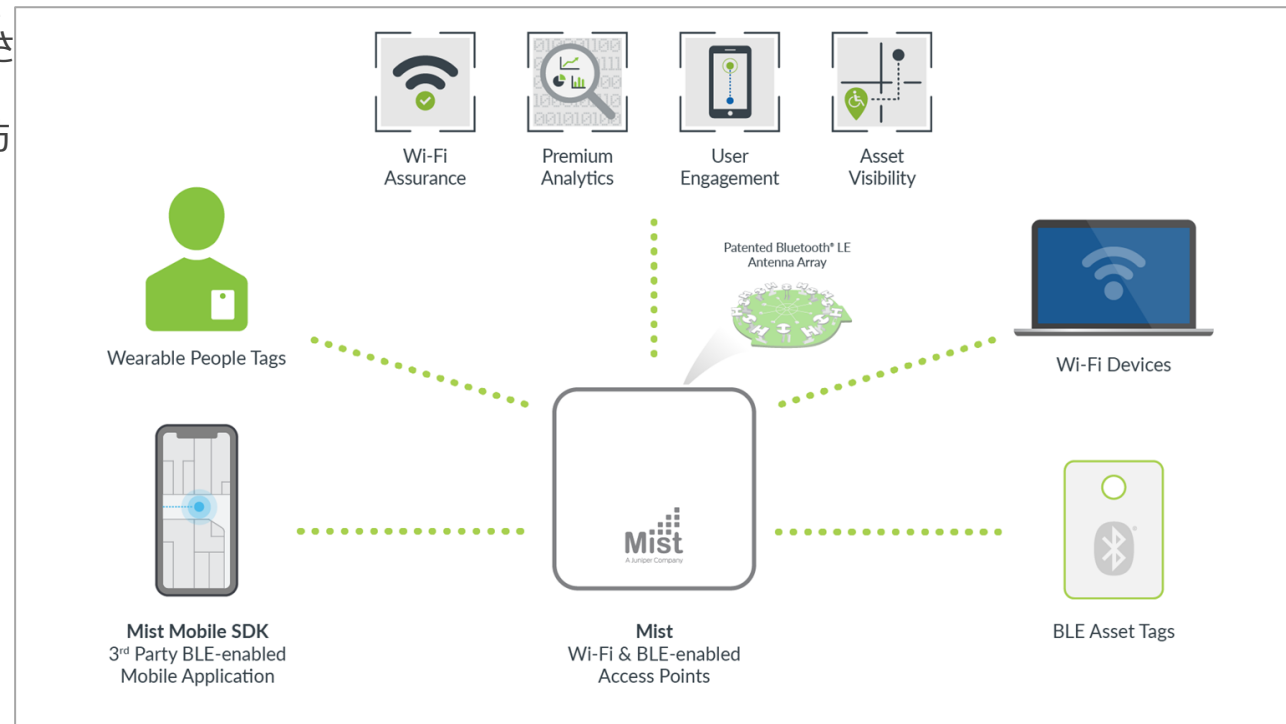 さ
Wi-Fi
Assurance
Premium
Analytics
User
Engagement
Asset
Visibility
Patented Bluetooth® LE
Antenna Array
Wearable People Tags
Wi-Fi Devices
Mist
A Juniper Company
Mist Mobile SDK
3rd Party BLE-enabled
Mobile Application
Mist
Wi-Fi & BLE-enabled
Access Points
BLE Asset Tags